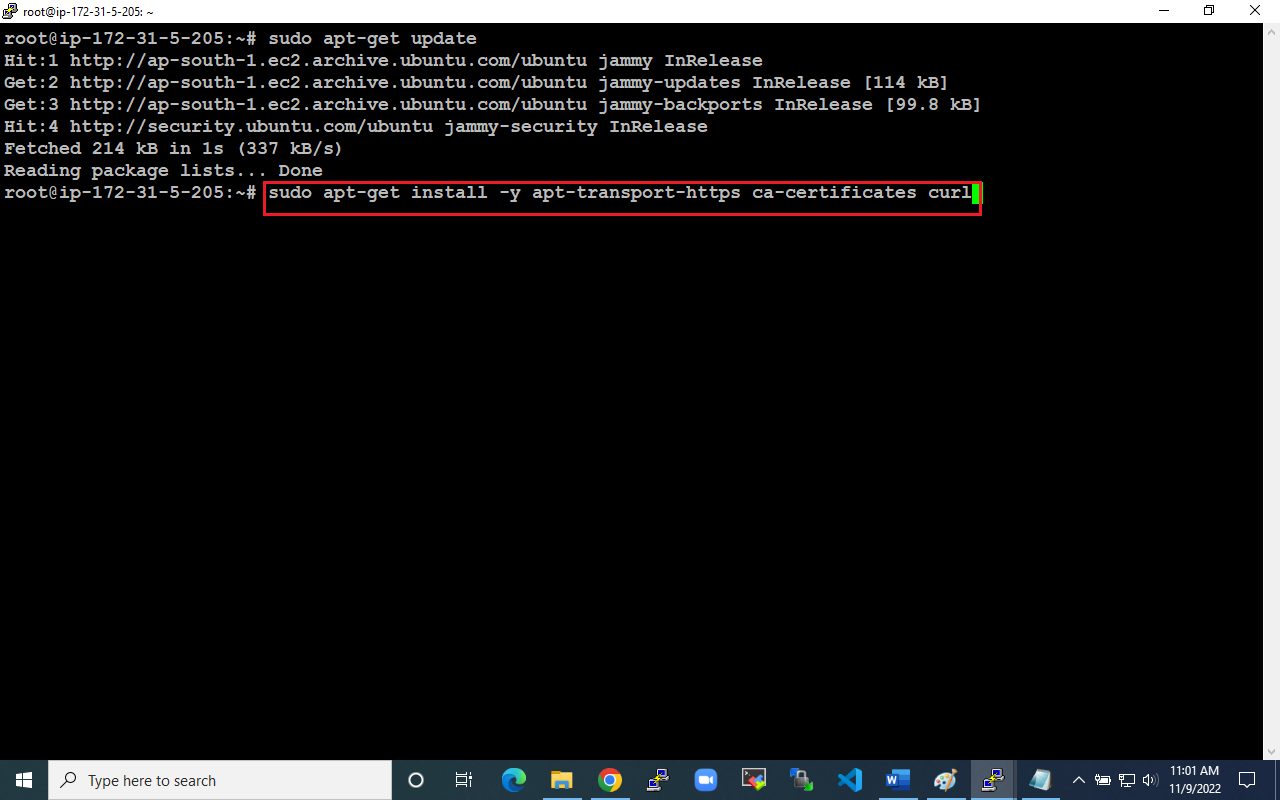 root@ip-172-31-5-205: ~
root@ip-172-31-5-205:~# sudo apt-get update
Hit:1 http://ap-south-1.ec2.archive.ubuntu.com/ubuntu jammy InRelease
Get:2 http://ap-south-1.ec2.archive.ubuntu.com/ubuntu jammy-updates InRelease [114 kB]
Get:3 http://ap-south-1.ec2.archive.ubuntu.com/ubuntu jammy-backports InRelease [99.8 kB]
Hit:4 http://security.ubuntu.com/ubuntu jammy-security InRelease
Fetched 214 kB in 1s (337 kB/s)
Reading package lists... Done
root@ip-172-31-5-205:~# sudo apt-get install -y apt-transport-https ca-certificates curl
Type here to search
11:01 AM
11/9/2022